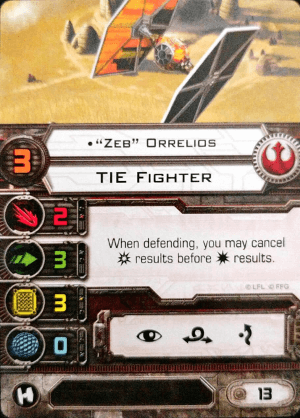 • "Zeb" Orrelios
3
TIE Fighter
2
When defending, you may cancel
results before results.
3
©LFL ©FFG
3
0
13